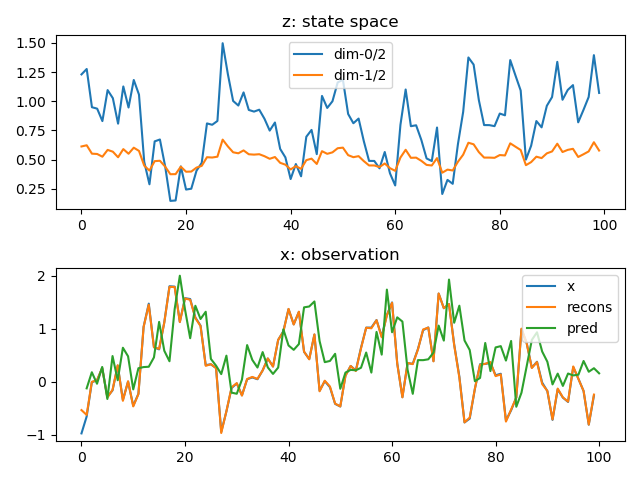 z: state space
1.50
1.25
1.00
0.75
0.50
0.25
dim-0/2
dim-1/2
0 20 40 60 80 100
x: observation
2
1
0
−1
x
recons
pred
0 20 40 60 80 100